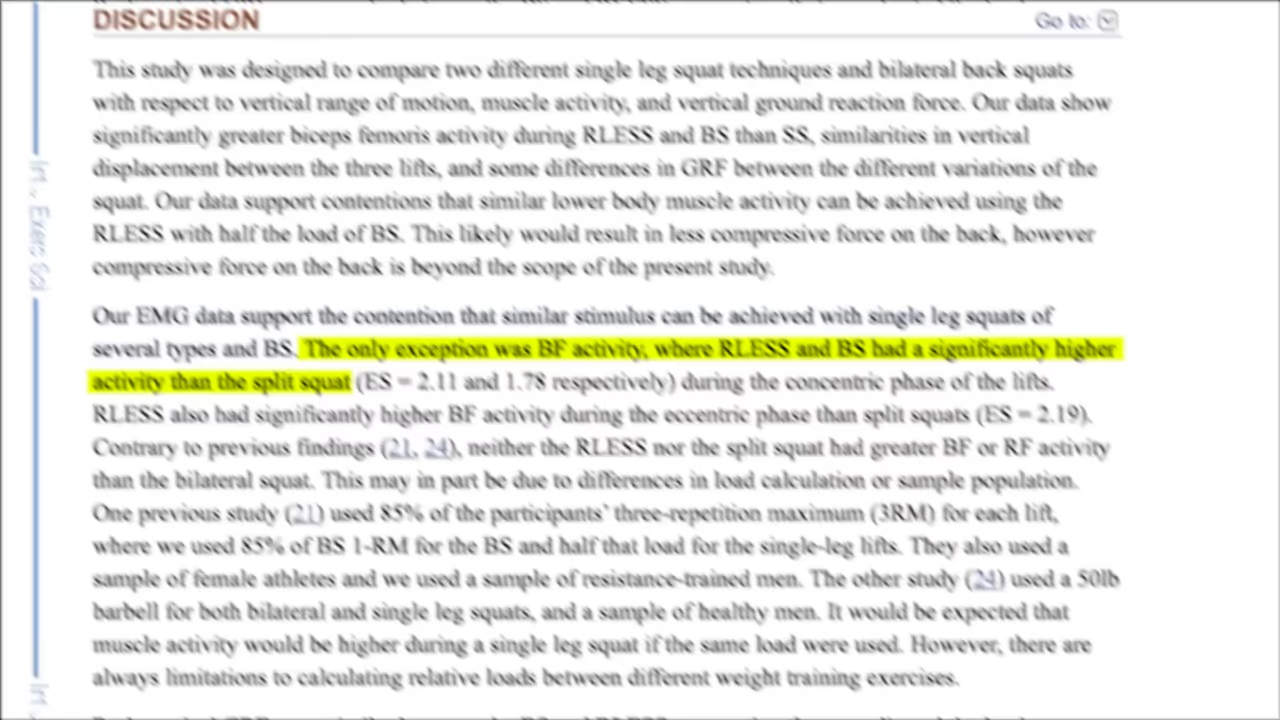 DISCUSSION
Go to:
This study was designed to compare two different single leg squat techniques and bilateral back squats
with respect to vertical range of motion, muscle activity, and vertical ground reaction force. Our data show
significantly greater biceps femoris activity during RLESS and BS than SS, similarities in vertical
displacement between the three lifts, and some differences in GRF between the different variations of the
squat. Our data support contentions that similar lower body muscle activity can be achieved using the
RLESS with half the load of BS. This likely would result in less compressive force on the back, however
compressive force on the back is beyond the scope of the present study.
Our EMG data support the contention that similar stimulus can be achieved with single leg squats of
several types and BS. The only exception was BF activity, where RLESS and BS had a significantly higher
activity than the split squat (ES = 2.11 and 1.78 respectively) during the concentric phase of the lifts.
RLESS also had significantly higher BF activity during the eccentric phase than split squats (ES = 2.19).
Contrary to previous findings (21, 24), neither the RLESS nor the split squat had greater BF or RF activity
than the bilateral squat. This may in part be due to differences in load calculation or sample population.
One previous study (21) used 85% of the participants' three-repetition maximum (3RM) for each lift,
where we used 85% of BS 1-RM for the BS and half that load for the single-leg lifts. They also used a
sample of female athletes and we used a sample of resistance-trained men. The other study (24) used a 50lb
barbell for both bilateral and single leg squats, and a sample of healthy men. It would be expected that
muscle activity would be higher during a single leg squat if the same load were used. However, there are
always limitations to calculating relative loads between different weight training exercises.
Exerc Sci